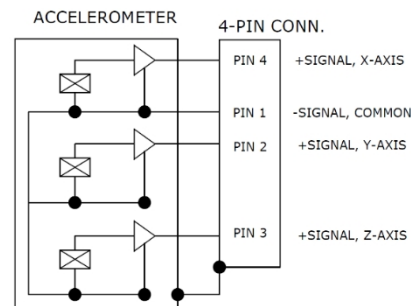 ACCELEROMETER
4-PIN CONN.
PIN 4 +SIGNAL, X-AXIS
PIN 1 -SIGNAL, COMMON
PIN 2 +SIGNAL, Y-AXIS
PIN 3 +SIGNAL, Z-AXIS